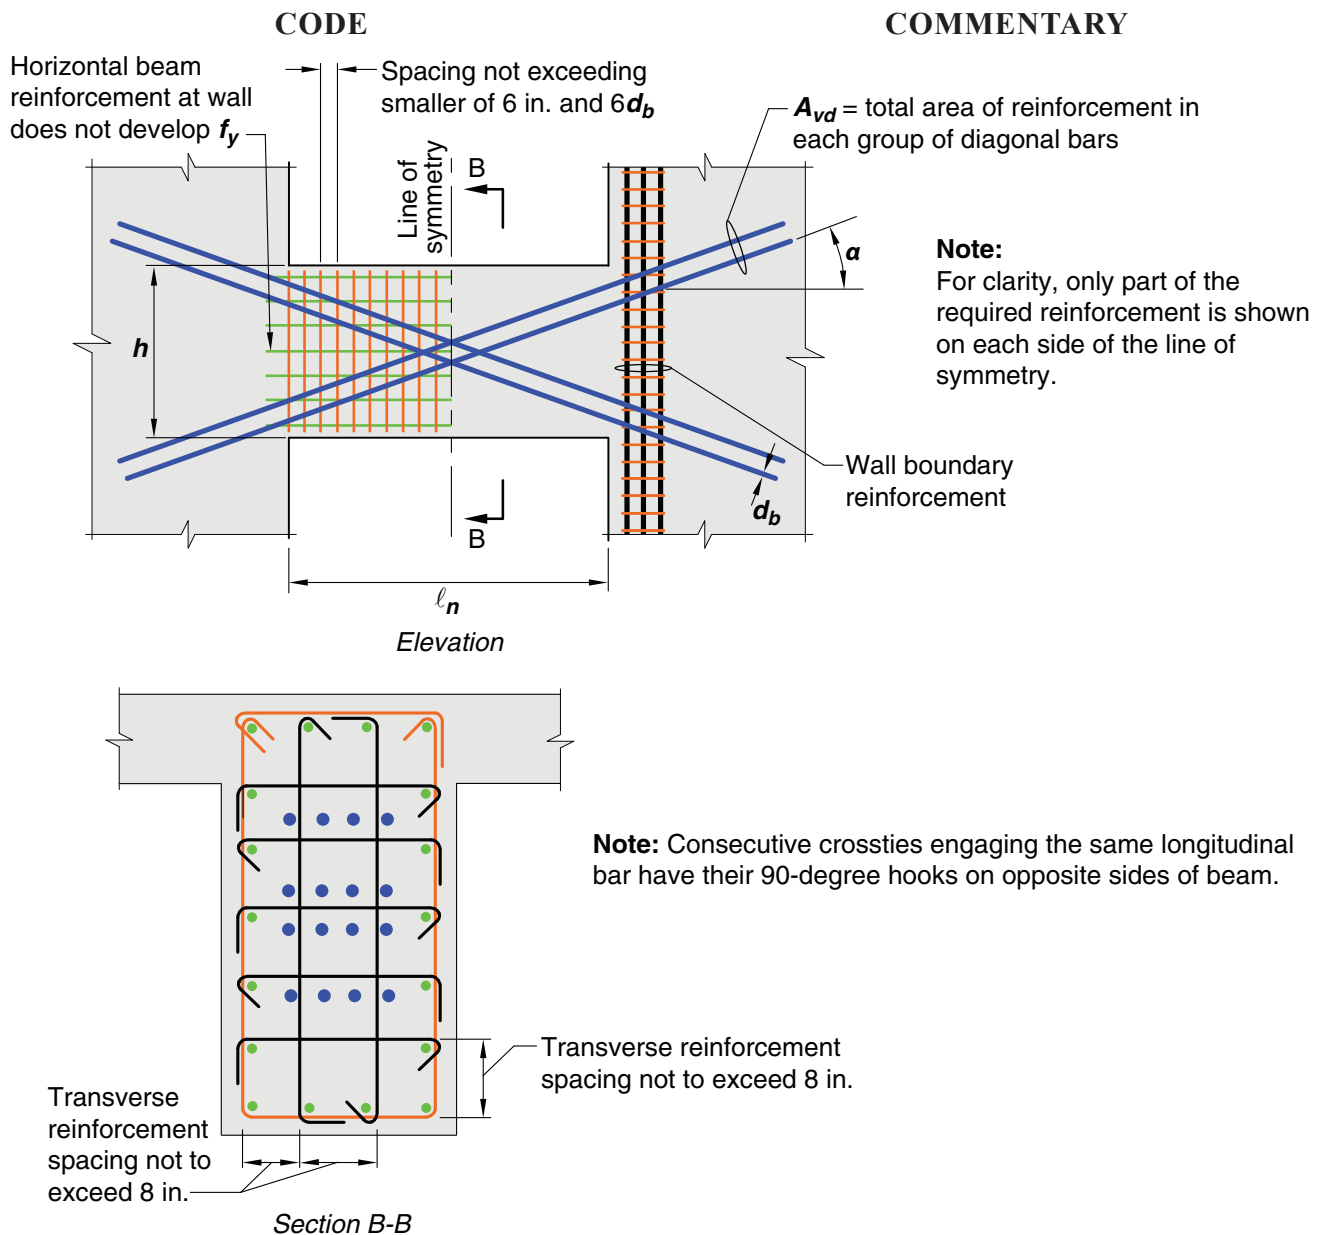 CODE
COMMENTARY
Horizontal beam
reinforcement at wall
does not develop fy
Spacing not exceeding
smaller of 6 in. and 6db
Avd = total area of reinforcement in
each group of diagonal bars
Line of
symmetry
B
α
Note:
For clarity, only part of the
required reinforcement is shown
on each side of the line of
symmetry.
h
Wall boundary
reinforcement
db
B
ℓn
Elevation
Note: Consecutive crossties engaging the same longitudinal
bar have their 90-degree hooks on opposite sides of beam.
Transverse reinforcement
spacing not to exceed 8 in.
Transverse
reinforcement
spacing not to
exceed 8 in.
Section B-B